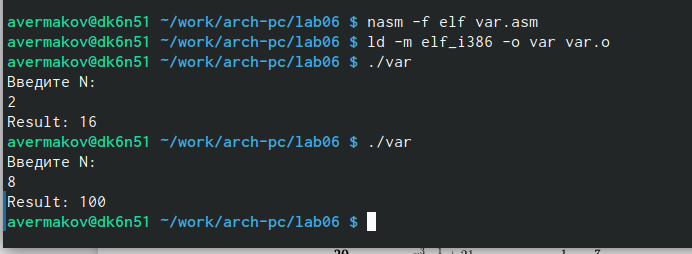 avermakov@dk6n51 ~/work/arch-pc/lab06 $ nasm -f elf var.asm
avermakov@dk6n51 ~/work/arch-pc/lab06 $ ld -m elf_i386 -o var var.o
avermakov@dk6n51 ~/work/arch-pc/lab06 $ ./var
Введите N:
2
Result: 16
avermakov@dk6n51 ~/work/arch-pc/lab06 $ ./var
Введите N:
8
Result: 100
avermakov@dk6n51 ~/work/arch-pc/lab06 $